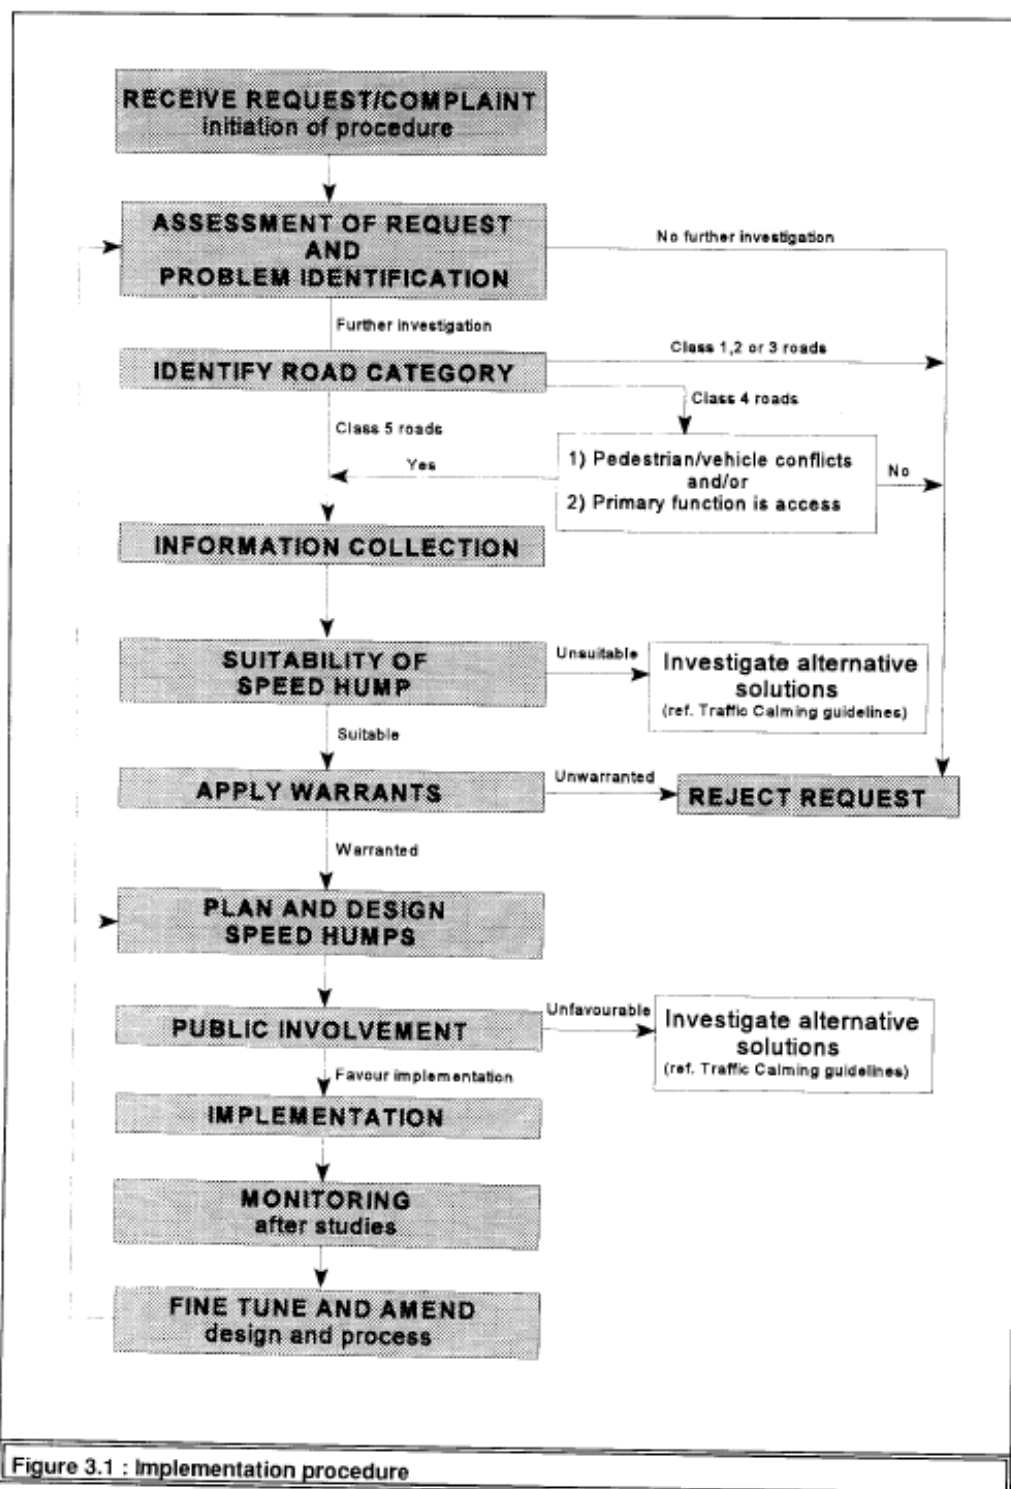 RECEIVE REQUEST/COMPLAINT
initiation of procedure
ASSESSMENT OF REQUEST
AND
PROBLEM IDENTIFICATION
No further investigation
Further investigation
IDENTIFY ROAD CATEGORY
Class 1,2 or 3 roads
Class 4 roads
Class 5 roads
1) Pedestrian/vehicle conflicts
and/or
2) Primary function is access
Yes
No
INFORMATION COLLECTION
SUITABILITY OF
SPEED HUMP
Unsuitable
Investigate alternative
solutions
(ref. Traffic Calming guidelines)
Suitable
APPLY WARRANTS
Unwarranted
REJECT REQUEST
Warranted
PLAN AND DESIGN
SPEED HUMPS
PUBLIC INVOLVEMENT
Unfavourable
Investigate alternative
solutions
(ref. Traffic Calming guidelines)
Favour implementation
IMPLEMENTATION
MONITORING
after studies
FINE TUNE AND AMEND
design and process
Figure 3.1 : Implementation procedure